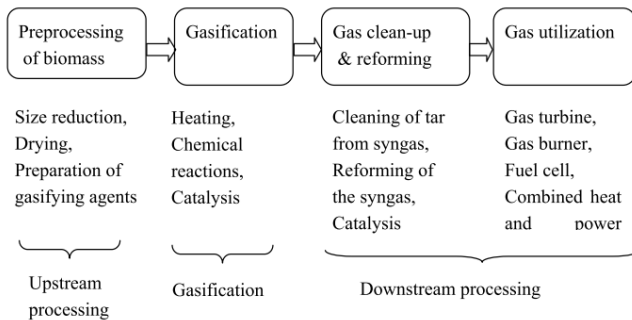 Preprocessing
of biomass
Gasification
Gas clean-up
& reforming
Gas utilization
Size reduction,
Drying,
Preparation of
gasifying agents
Heating,
Chemical
reactions,
Catalysis
Cleaning of tar
from syngas,
Reforming of
the syngas,
Catalysis
Gas turbine,
Gas burner,
Fuel cell,
Combined heat
and power
Upstream
processing
Gasification
Downstream processing